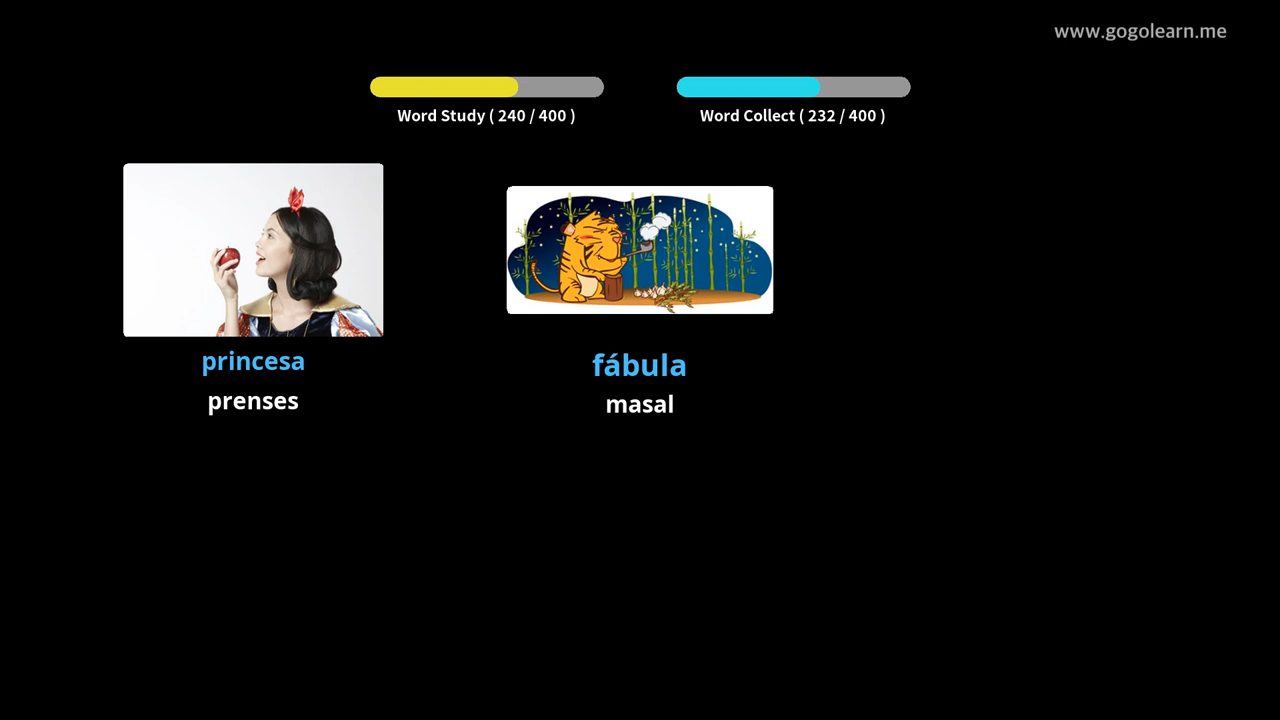 www.gogolearn.me
Word Study ( 240 / 400 )
Word Collect ( 232 / 400 )
princesa
prenses
fábula
masal